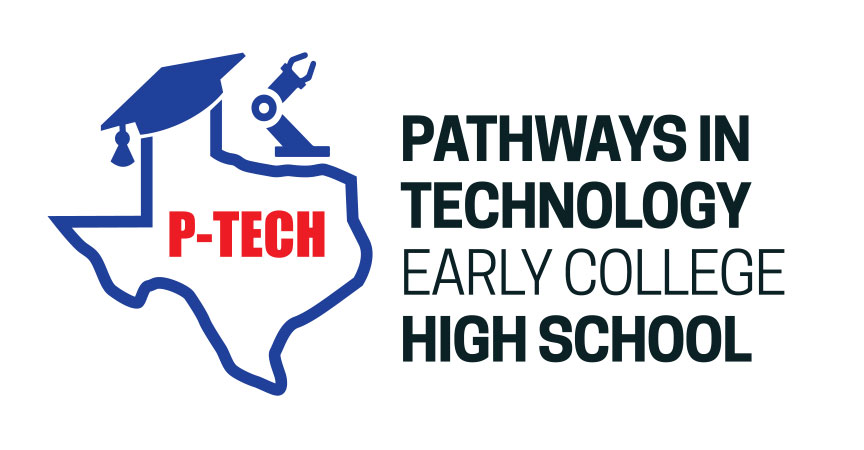 P-TECH
PATHWAYS IN
TECHNOLOGY
EARLY COLLEGE
HIGH SCHOOL